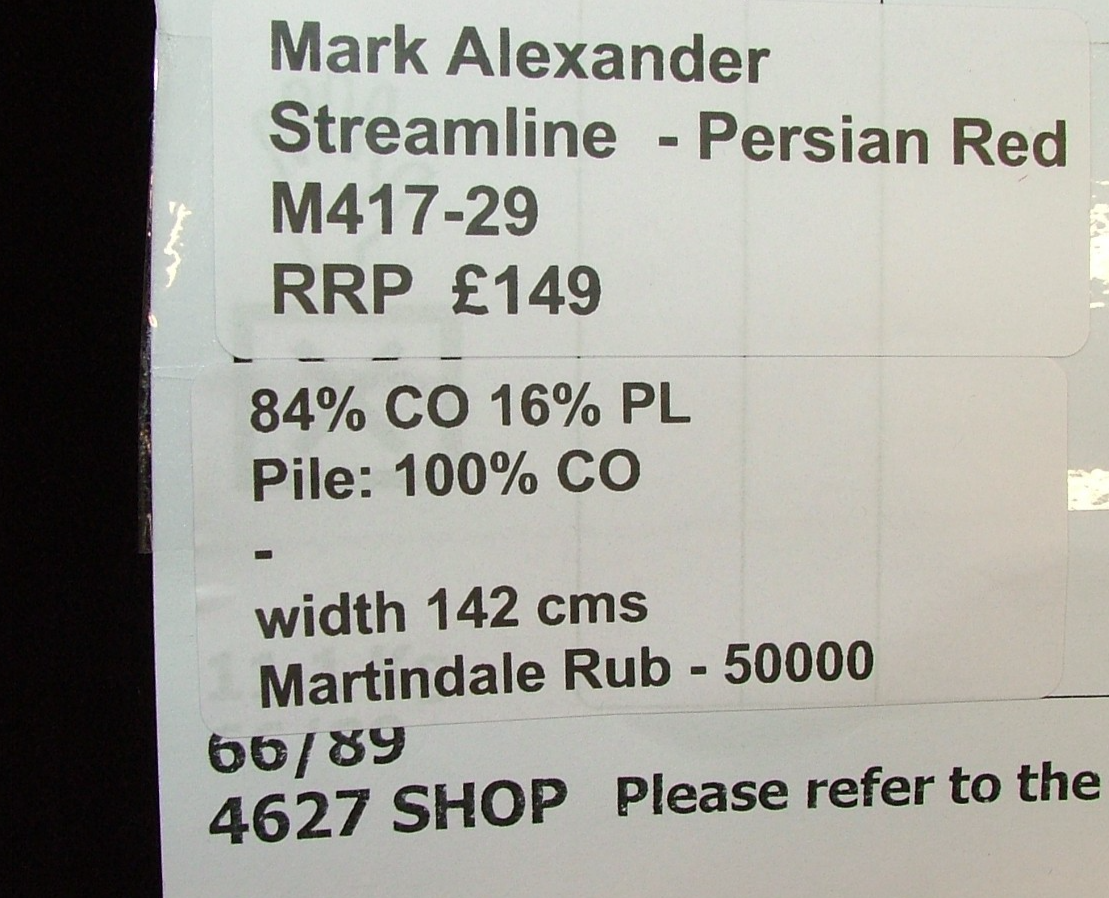 Mark Alexander
Streamline - Persian Red
M417-29
RRP £149
84% CO 16% PL
Pile: 100% CO
-
width 142 cms
Martindale Rub - 50000
66/89
4627 SHOP Please refer to the